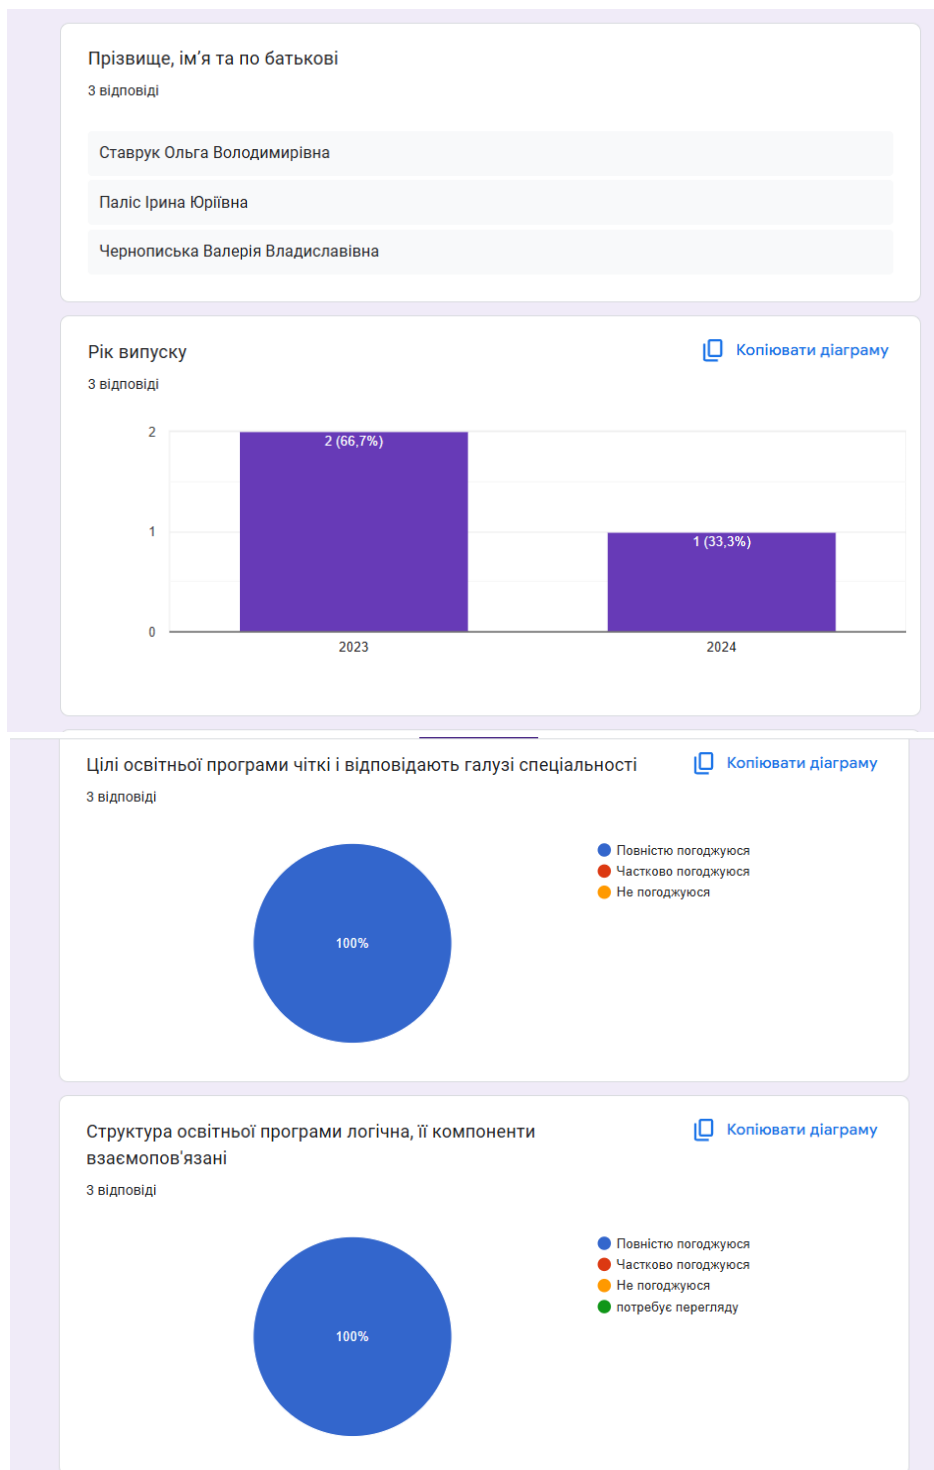 Прізвище, ім’я та по батькові
3 відповіді
Ставрук Ольга Володимирівна
Паліс Ірина Юріївна
Чернописька Валерія Владиславівна
Рік випуску
Копіювати діаграму
3 відповіді
2
2 (66,7%)
1
1 (33,3%)
0
2023
2024
Цілі освітньої програми чіткі і відповідають галузі спеціальності
Копіювати діаграму
3 відповіді
Повністю погоджуюся
Частково погоджуюся
Не погоджуюся
100%
Структура освітньої програми логічна, її компоненти
взаємопов'язані
Копіювати діаграму
3 відповіді
Повністю погоджуюся
Частково погоджуюся
Не погоджуюся
потребує перегляду
100%